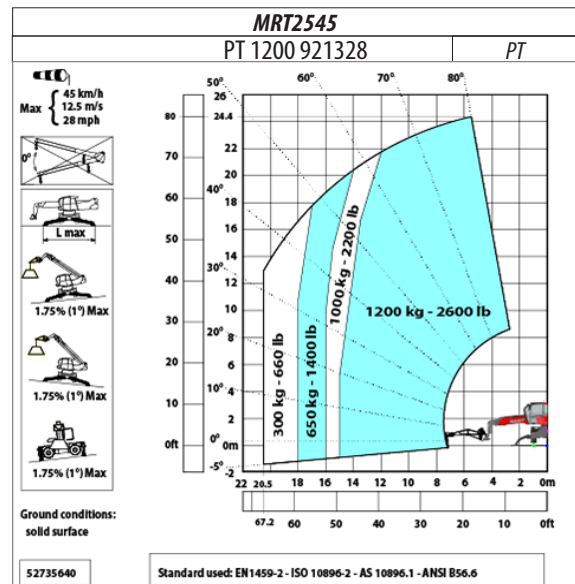 MRT2545
PT 1200 921328 PT
45 km/h
Max { 12.5 m/s
28 mph
0°
L max
1.75% (1°) Max
1.75% (1°) Max
1.75% (1°) Max
Ground conditions:
solid surface
52735640
80
70
60
50
40
30
20
10
0ft
50°
60°
70°
80°
40°
30°
20°
10°
0°
-5°
26
24.4
22
20
18
16
14
12
10
8
6
4
2
0m
-2
300 kg - 660 lb
650 kg - 1400 lb
1000 kg - 2200 lb
1200 kg - 2600 lb
22 20.5 18 16 14 12 10 8 6 4 2 0m
67.2 60 50 40 30 20 10 0ft
Standard used: EN1459-2 - ISO 10896-2 - AS 10896.1 - ANSI B56.6